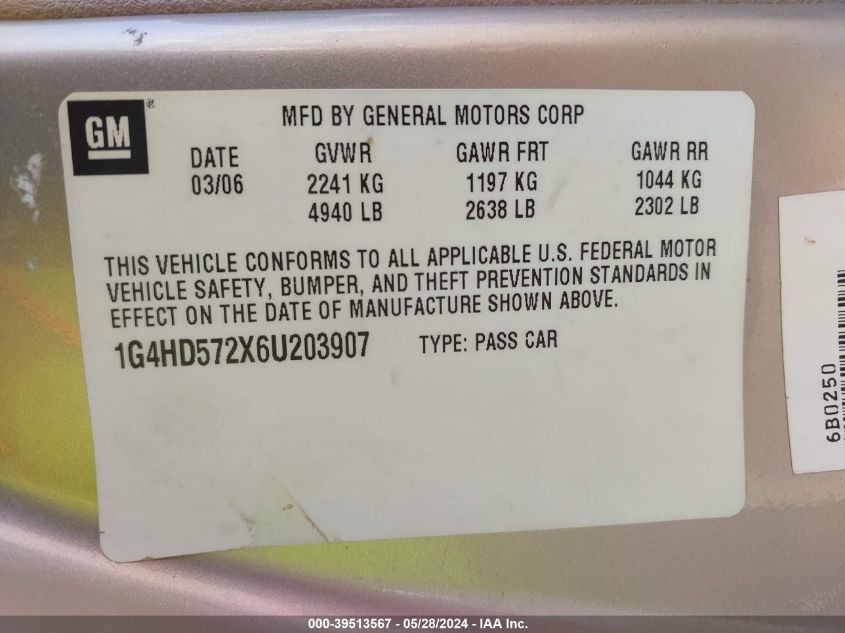 GM
®
MFD BY GENERAL MOTORS CORP
DATE GVWR GAWR FRT GAWR RR
03/06 2241 KG 1197 KG 1044 KG
4940 LB 2638 LB 2302 LB
THIS VEHICLE CONFORMS TO ALL APPLICABLE U.S. FEDERAL MOTOR
VEHICLE SAFETY, BUMPER, AND THEFT PREVENTION STANDARDS IN
EFFECT ON THE DATE OF MANUFACTURE SHOWN ABOVE.
1G4HD572X6U203907 TYPE: PASS CAR
6B0250
000-39513567 - 05/28/2024 - IAA Inc.